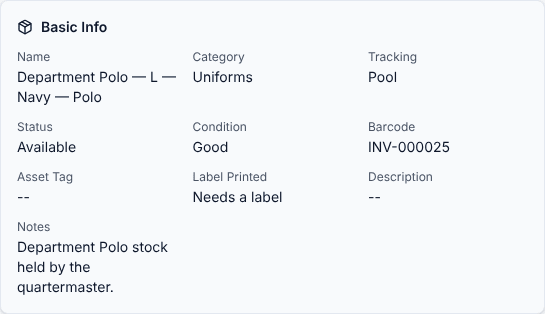 Basic Info
Name
Category
Tracking
Department Polo — L —
Navy — Polo
Uniforms
Pool
Status
Condition
Barcode
Available
Good
INV-000025
Asset Tag
Label Printed
Description
--
Needs a label
--
Notes
Department Polo stock
held by the
quartermaster.